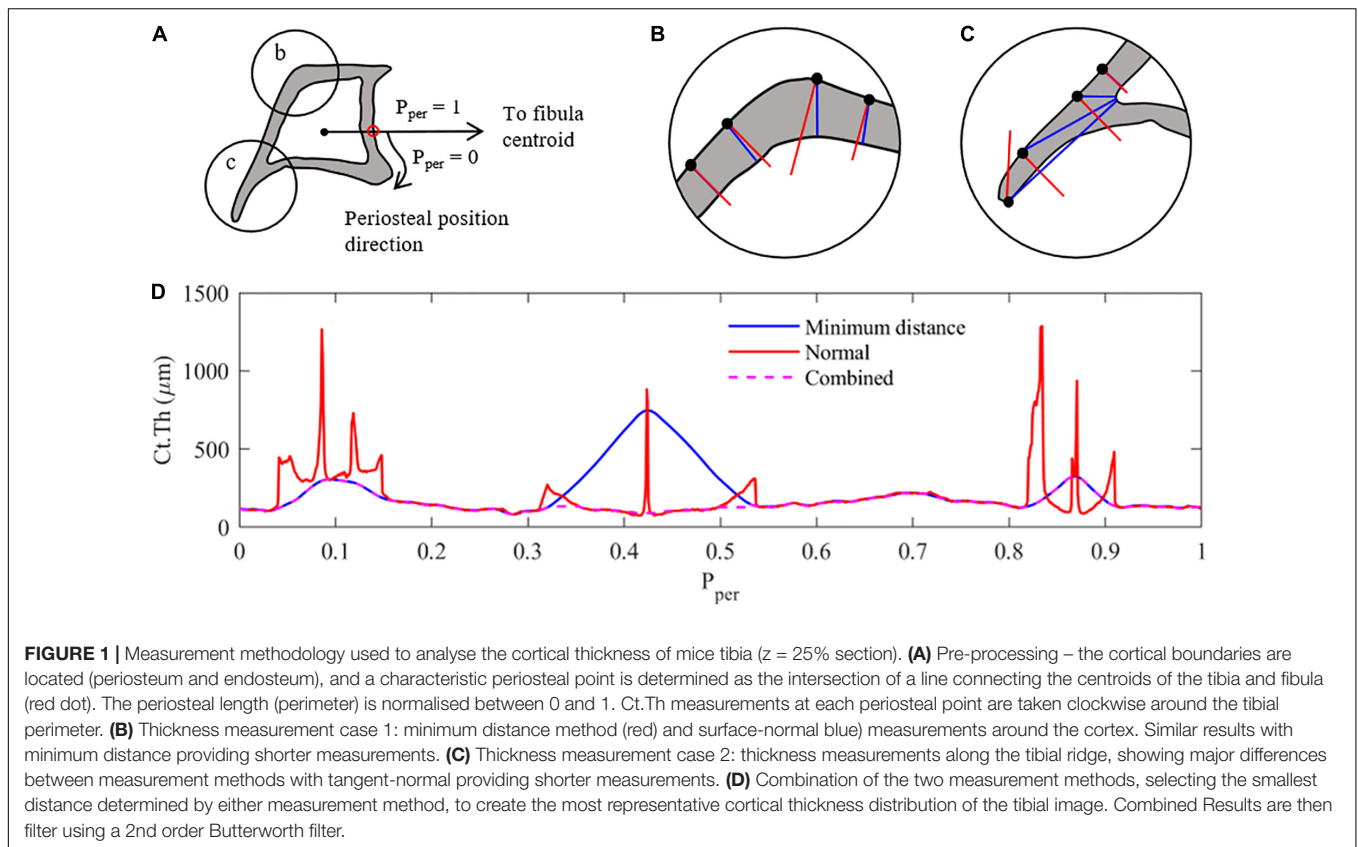 A
b
c
P_per = 1
P_per = 0
To fibula
centroid
Periosteal position
direction
B
C
D
Minimum distance
Normal
Combined
Ct.Th (μm)
1500
1000
500
0
0 0.1 0.2 0.3 0.4 0.5 0.6 0.7 0.8 0.9 1
P_per
FIGURE 1 | Measurement methodology used to analyse the cortical thickness of mice tibia (z = 25% section). (A) Pre-processing – the cortical boundaries are
located (periosteum and endosteum), and a characteristic periosteal point is determined as the intersection of a line connecting the centroids of the tibia and fibula
(red dot). The periosteal length (perimeter) is normalised between 0 and 1. Ct.Th measurements at each periosteal point are taken clockwise around the tibial
perimeter. (B) Thickness measurement case 1: minimum distance method (red) and surface-normal blue) measurements around the cortex. Similar results with
minimum distance providing shorter measurements. (C) Thickness measurement case 2: thickness measurements along the tibial ridge, showing major differences
between measurement methods with tangent-normal providing shorter measurements. (D) Combination of the two measurement methods, selecting the smallest
distance determined by either measurement method, to create the most representative cortical thickness distribution of the tibial image. Combined Results are then
filter using a 2nd order Butterworth filter.